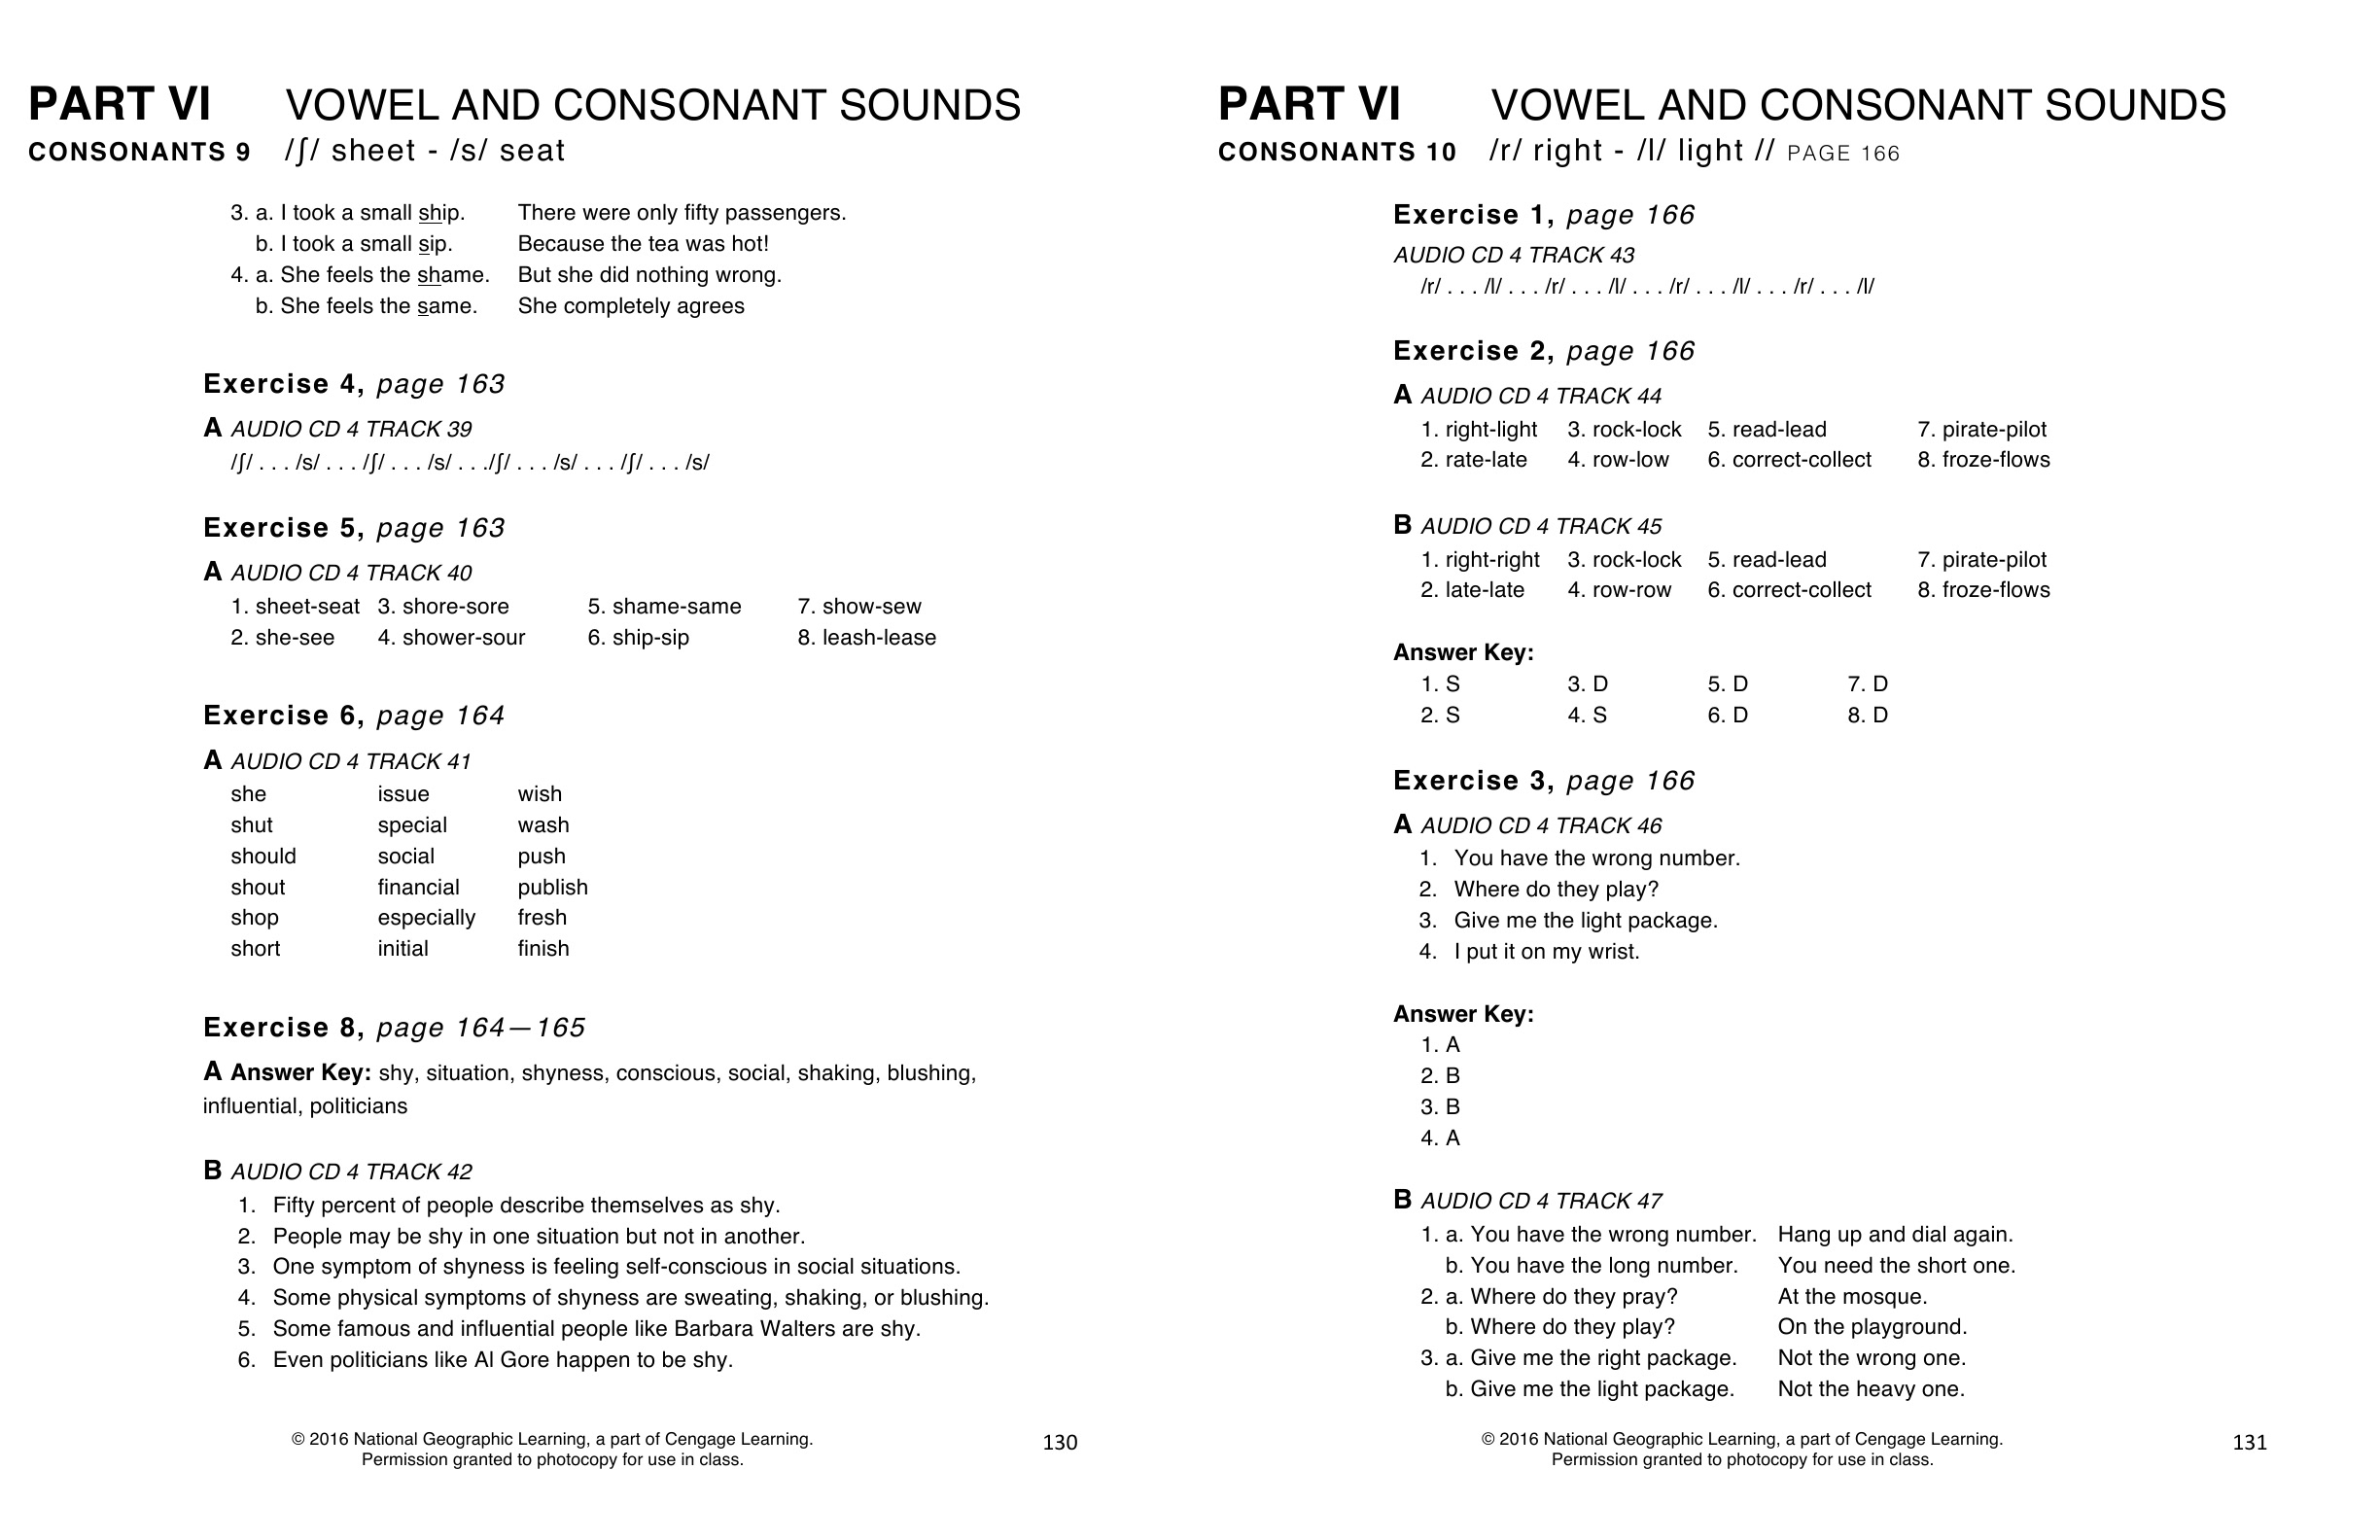 PART VI VOWEL AND CONSONANT SOUNDS
CONSONANTS 9 /ʃ/ sheet - /s/ seat
3. a. I took a small ship. There were only fifty passengers.
b. I took a small sip. Because the tea was hot!
4. a. She feels the shame. But she did nothing wrong.
b. She feels the same. She completely agrees
Exercise 4, page 163
A AUDIO CD 4 TRACK 39
/ʃ/ . . . /s/ . . . /ʃ/ . . . /s/ . . ./ʃ/ . . . /s/ . . . /ʃ/ . . . /s/
Exercise 5, page 163
A AUDIO CD 4 TRACK 40
1. sheet-seat 3. shore-sore 5. shame-same 7. show-sew
2. she-see 4. shower-sour 6. ship-sip 8. leash-lease
Exercise 6, page 164
A AUDIO CD 4 TRACK 41
she issue wish
shut special wash
should social push
shout financial publish
shop especially fresh
short initial finish
Exercise 8, page 164—165
A Answer Key: shy, situation, shyness, conscious, social, shaking, blushing,
influential, politicians
B AUDIO CD 4 TRACK 42
1. Fifty percent of people describe themselves as shy.
2. People may be shy in one situation but not in another.
3. One symptom of shyness is feeling self-conscious in social situations.
4. Some physical symptoms of shyness are sweating, shaking, or blushing.
5. Some famous and influential people like Barbara Walters are shy.
6. Even politicians like Al Gore happen to be shy.
© 2016 National Geographic Learning, a part of Cengage Learning.
Permission granted to photocopy for use in class.
130
PART VI VOWEL AND CONSONANT SOUNDS
CONSONANTS 10 /r/ right - /l/ light // PAGE 166
Exercise 1, page 166
AUDIO CD 4 TRACK 43
/r/ . . . /l/ . . . /r/ . . . /l/ . . . /r/ . . . /l/ . . . /r/ . . . /l/
Exercise 2, page 166
A AUDIO CD 4 TRACK 44
1. right-light 3. rock-lock 5. read-lead 7. pirate-pilot
2. rate-late 4. row-low 6. correct-collect 8. froze-flows
B AUDIO CD 4 TRACK 45
1. right-right 3. rock-lock 5. read-lead 7. pirate-pilot
2. late-late 4. row-row 6. correct-collect 8. froze-flows
Answer Key:
1. S 3. D 5. D 7. D
2. S 4. S 6. D 8. D
Exercise 3, page 166
A AUDIO CD 4 TRACK 46
1. You have the wrong number.
2. Where do they play?
3. Give me the light package.
4. I put it on my wrist.
Answer Key:
1. A
2. B
3. B
4. A
B AUDIO CD 4 TRACK 47
1. a. You have the wrong number. Hang up and dial again.
b. You have the long number. You need the short one.
2. a. Where do they pray? At the mosque.
b. Where do they play? On the playground.
3. a. Give me the right package. Not the wrong one.
b. Give me the light package. Not the heavy one.
© 2016 National Geographic Learning, a part of Cengage Learning.
Permission granted to photocopy for use in class.
131